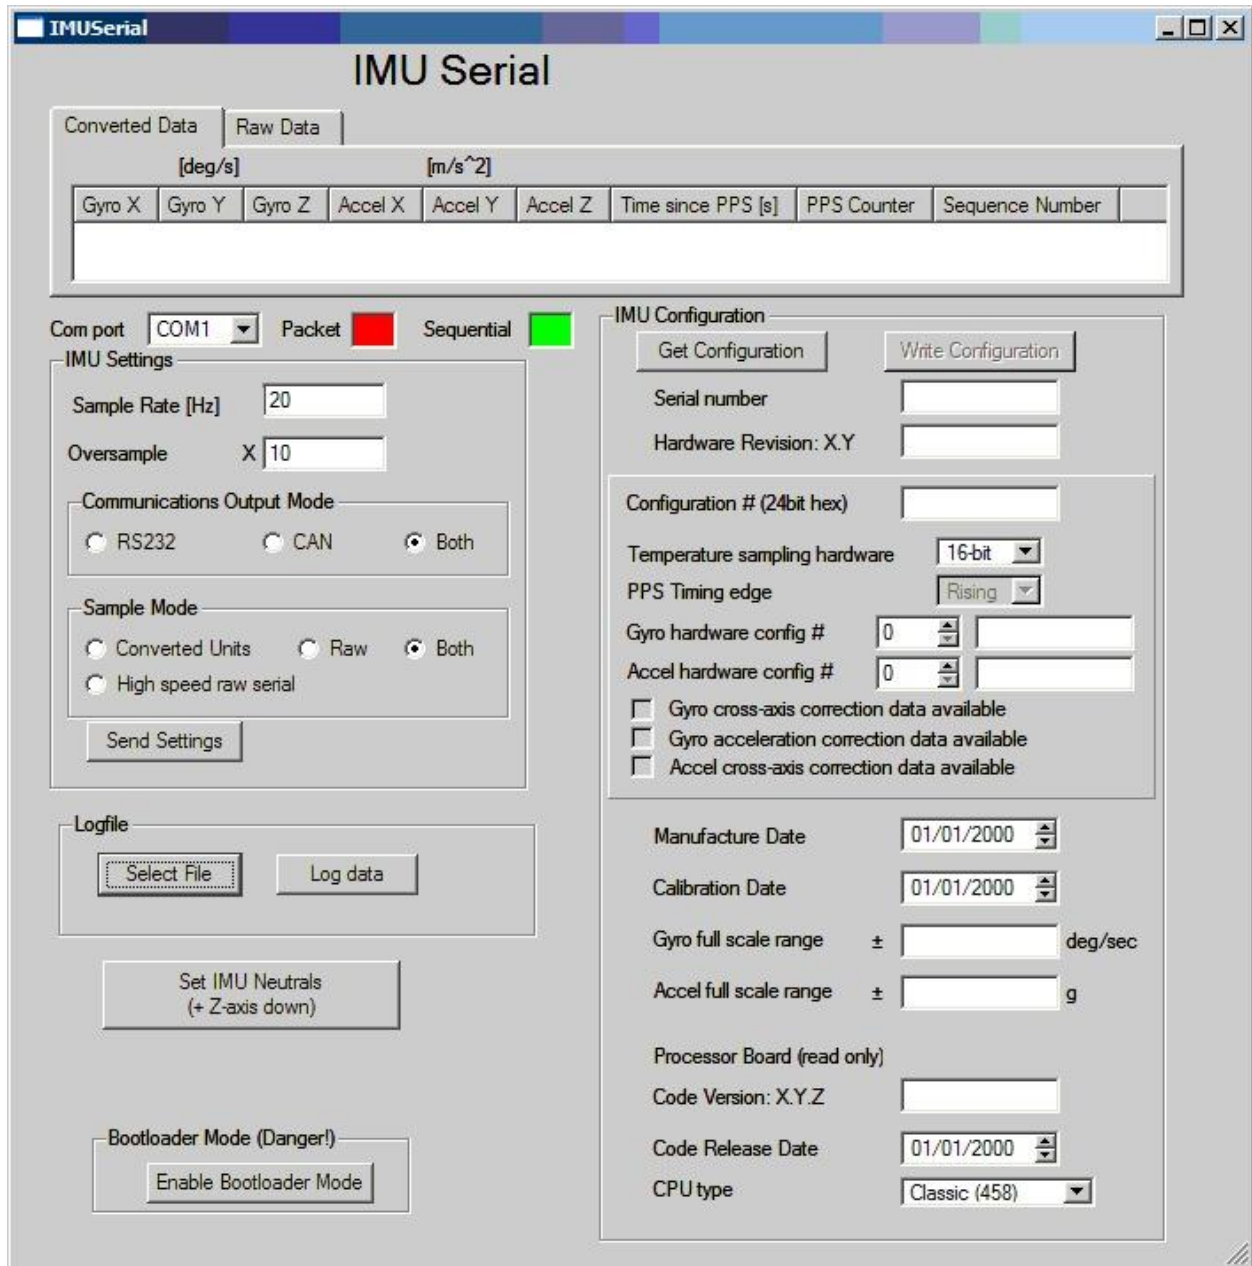 IMUSerial
IMU Serial
Converted Data Raw Data
[deg/s] [m/s^2]
Gyro X Gyro Y Gyro Z Accel X Accel Y Accel Z Time since PPS [s] PPS Counter Sequence Number
Com port COM1 Packet Sequential
IMU Settings
Sample Rate [Hz] 20
Oversample X 10
Communications Output Mode
RS232 CAN Both
Sample Mode
Converted Units Raw Both
High speed raw serial
Send Settings
Logfile
Select File Log data
Set IMU Neutrals
(+ Z-axis down)
Bootloader Mode (Danger!)
Enable Bootloader Mode
IMU Configuration
Get Configuration Write Configuration
Serial number
Hardware Revision: X.Y
Configuration # (24bit hex)
Temperature sampling hardware 16-bit
PPS Timing edge Rising
Gyro hardware config # 0
Accel hardware config # 0
Gyro cross-axis correction data available
Gyro acceleration correction data available
Accel cross-axis correction data available
Manufacture Date 01/01/2000
Calibration Date 01/01/2000
Gyro full scale range ± deg/sec
Accel full scale range ± g
Processor Board (read only)
Code Version: X.Y.Z
Code Release Date 01/01/2000
CPU type Classic (458)